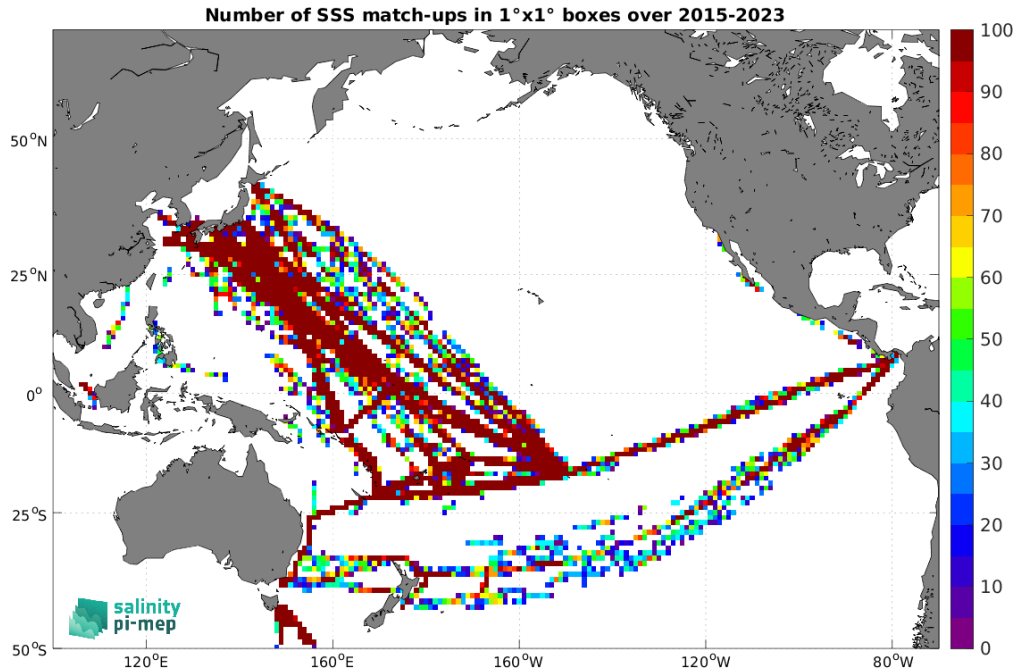 Number of SSS match-ups in 1°x1° boxes over 2015-2023
100
90
80
70
60
50
40
30
20
10
0
50°N
25°N
0°
25°S
50°S
120°E
160°E
160°W
120°W
80°W
salinity
pi-mep